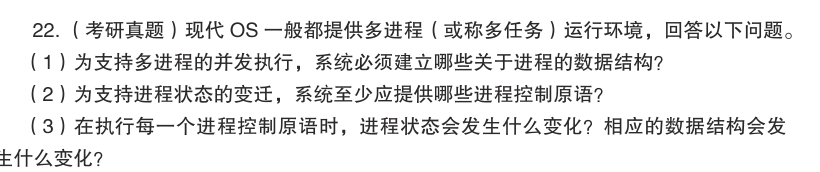 22.（考研真题）现代 OS 一般都提供多进程（或称多任务）运行环境，回答以下问题。
（1）为支持多进程的并发执行，系统必须建立哪些关于进程的数据结构？
（2）为支持进程状态的变迁，系统至少应提供哪些进程控制原语？
（3）在执行每一个进程控制原语时，进程状态会发生什么变化？相应的数据结构会发
生什么变化？